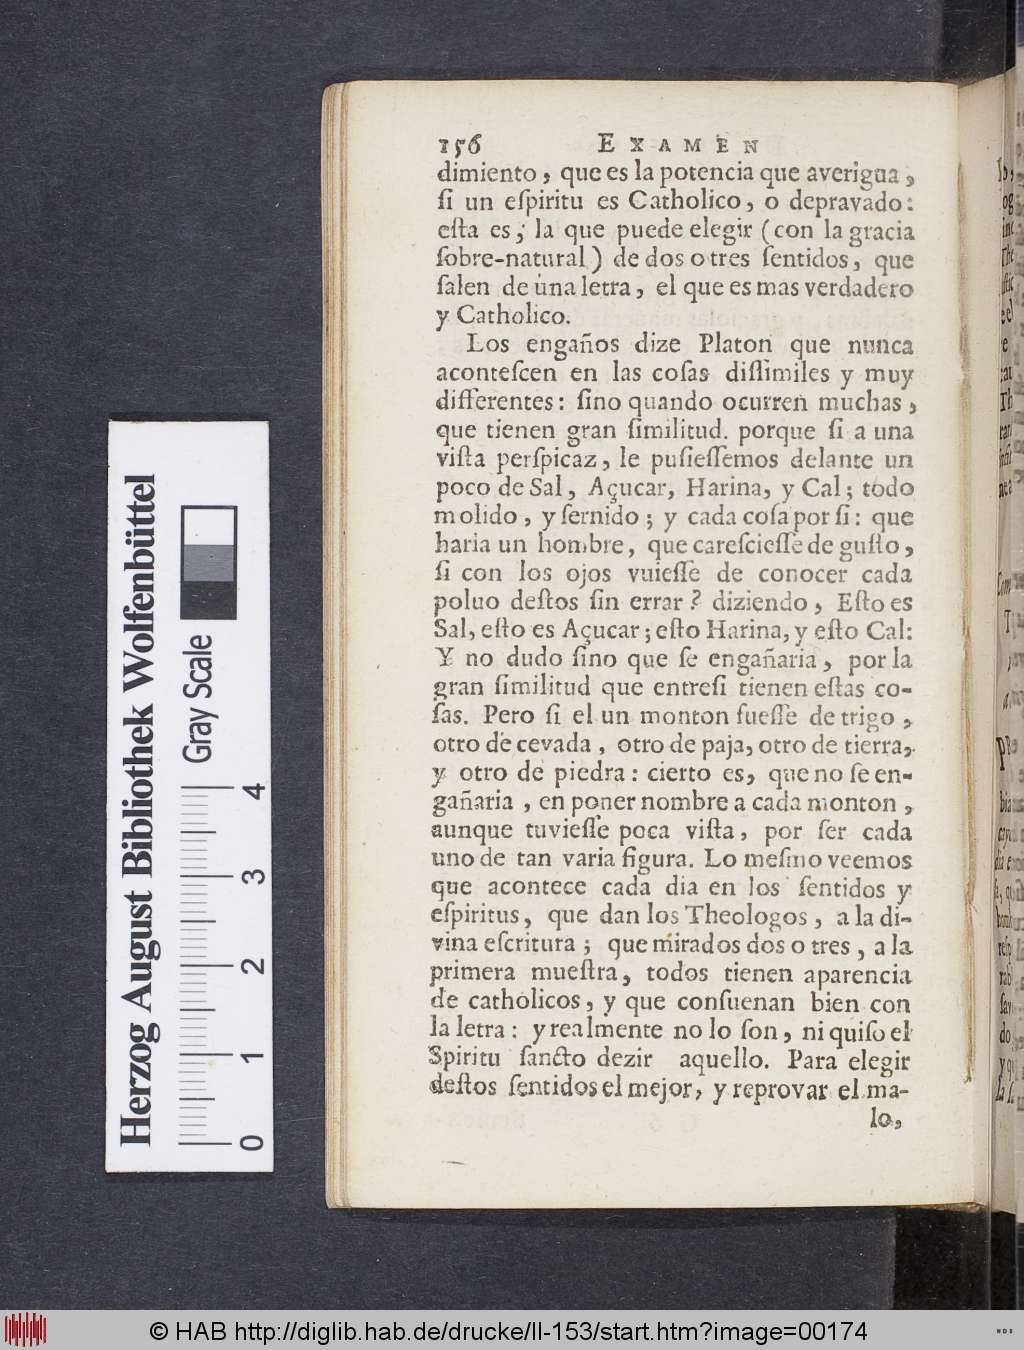 156 EXAMEN
dimiento, que es la potencia que averigua,
ſi un eſpiritu es Catholico, o depravado:
eſta es, la que puede elegir (con la gracia
ſobre-natural) de dos o tres ſentidos, que
ſalen de una letra, el que es mas verdadero
y Catholico.
Los engaños dize Platon que nunca
aconteſcen en las coſas diſſimiles y muy
differentes: ſino quando ocurren muchas,
que tienen gran ſimilitud. porque ſi a una
viſta perſpicaz, le puſieſſemos delante un
poco de Sal, Açucar, Harina, y Cal; todo
molido, y ſernido; y cada coſa por ſi: que
haria un hombre, que careſcieſſe de guſto,
ſi con los ojos vuieſſe de conocer cada
poluo deſtos ſin errar? diziendo, Eſto es
Sal, eſto es Açucar; eſto Harina, y eſto Cal:
Y no dudo ſino que ſe engañaria, por la
gran ſimilitud que entreſi tienen eſtas co-
ſas. Pero ſi el un monton fueſſe de trigo,
otro de cevada, otro de paja, otro de tierra,
y otro de piedra: cierto es, que no ſe en-
gañaria, en poner nombre a cada monton,
aunque tuvieſſe poca viſta, por ſer cada
uno de tan varia figura. Lo meſmo veemos
que acontece cada dia en los ſentidos y
eſpiritus, que dan los Theologos, a la di-
vina eſcritura; que mirados dos o tres, a la
primera mueſtra, todos tienen aparencia
de catholicos, y que conſuenan bien con
la letra: y realmente no lo ſon, ni quiſo el
Spiritu ſancto dezir aquello. Para elegir
deſtos ſentidos el mejor, y reprovar el ma-
lo,
Herzog August Bibliothek Wolfenbüttel
Gray Scale
0 1 2 3 4
© HAB http://diglib.hab.de/drucke/ll-153/start.htm?image=00174